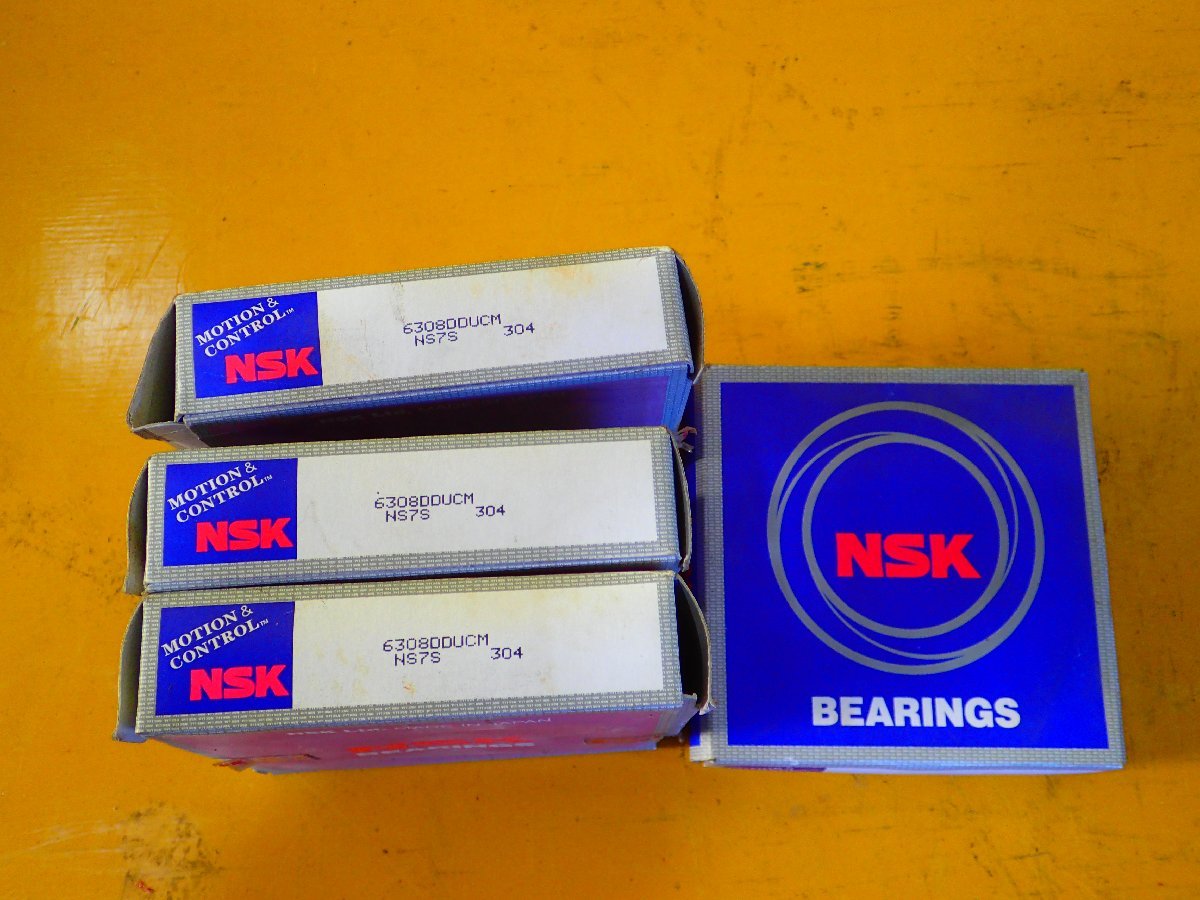 MOTION &
CONTROL™
NSK
6308DDUCM
NS7S 304
MOTION &
CONTROL™
NSK
6308DDUCM
NS7S 304
MOTION &
CONTROL™
NSK
6308DDUCM
NS7S 304
BEARINGS
NSK
BEARINGS